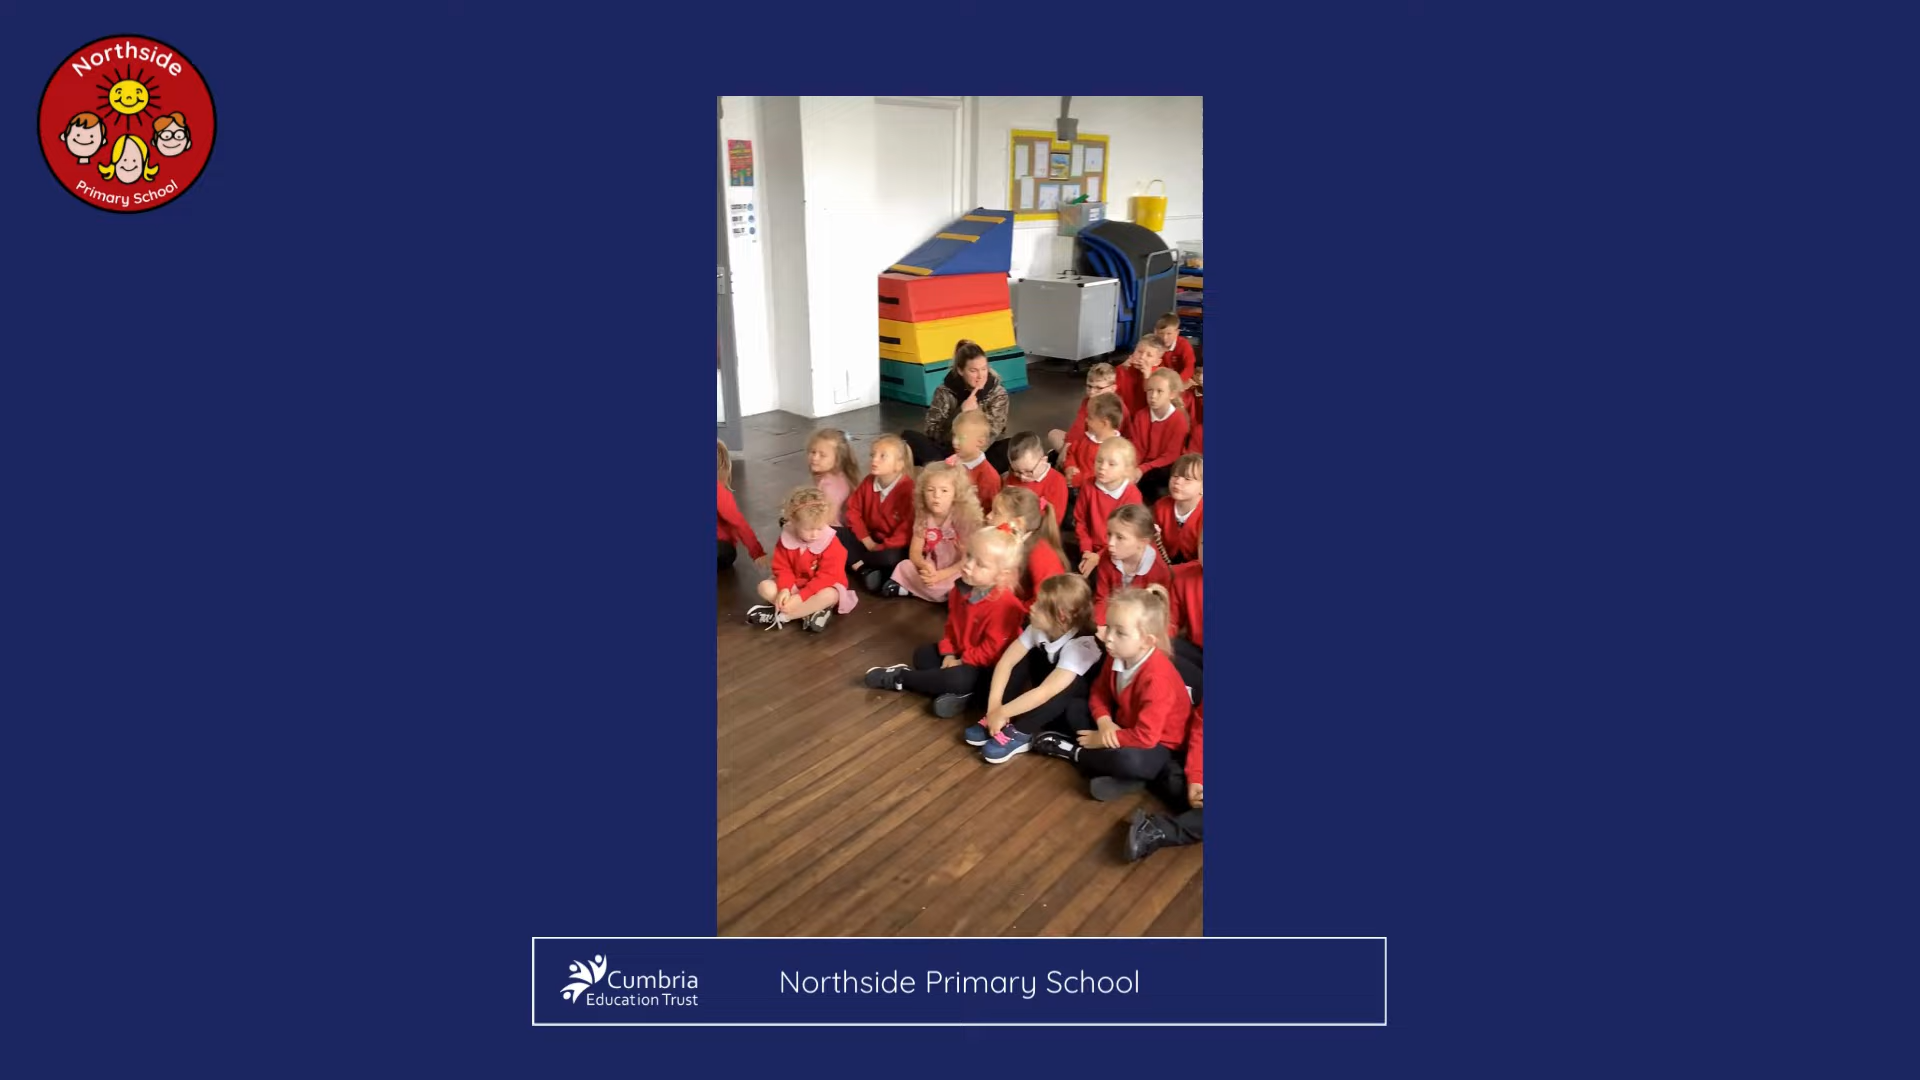 Northside
Primary School
Cumbria
Education Trust
Northside Primary School